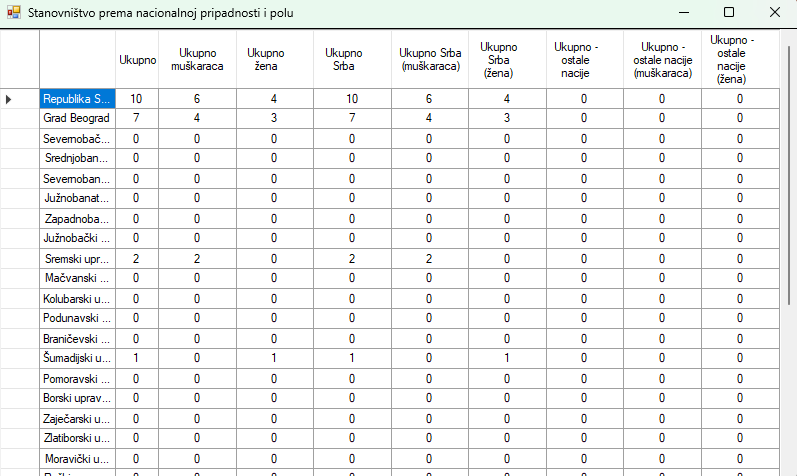 Stanovništvo prema nacionalnoj pripadnosti i polu
Ukupno Ukupno muškaraca Ukupno žena Ukupno Srba Ukupno Srba (muškaraca) Ukupno Srba (žena) Ukupno - ostale nacije Ukupno - ostale nacije (muškaraca) Ukupno - ostale nacije (žena)
Republika S... 10 6 4 10 6 4 0 0 0
Grad Beograd 7 4 3 7 4 3 0 0 0
Severnobač... 0 0 0 0 0 0 0 0 0
Srednjoban... 0 0 0 0 0 0 0 0 0
Severnoban... 0 0 0 0 0 0 0 0 0
Južnobanat... 0 0 0 0 0 0 0 0 0
Zapadnoba... 0 0 0 0 0 0 0 0 0
Južnobački ... 0 0 0 0 0 0 0 0 0
Sremski upr... 2 2 0 2 2 0 0 0 0
Mačvanski ... 0 0 0 0 0 0 0 0 0
Kolubarski u... 0 0 0 0 0 0 0 0 0
Podunavski ... 0 0 0 0 0 0 0 0 0
Braničevski ... 0 0 0 0 0 0 0 0 0
Šumadijski u... 1 0 1 1 0 1 0 0 0
Pomoravski ... 0 0 0 0 0 0 0 0 0
Borski uprav... 0 0 0 0 0 0 0 0 0
Zaječarski u... 0 0 0 0 0 0 0 0 0
Zlatiborski u... 0 0 0 0 0 0 0 0 0
Moravički u... 0 0 0 0 0 0 0 0 0